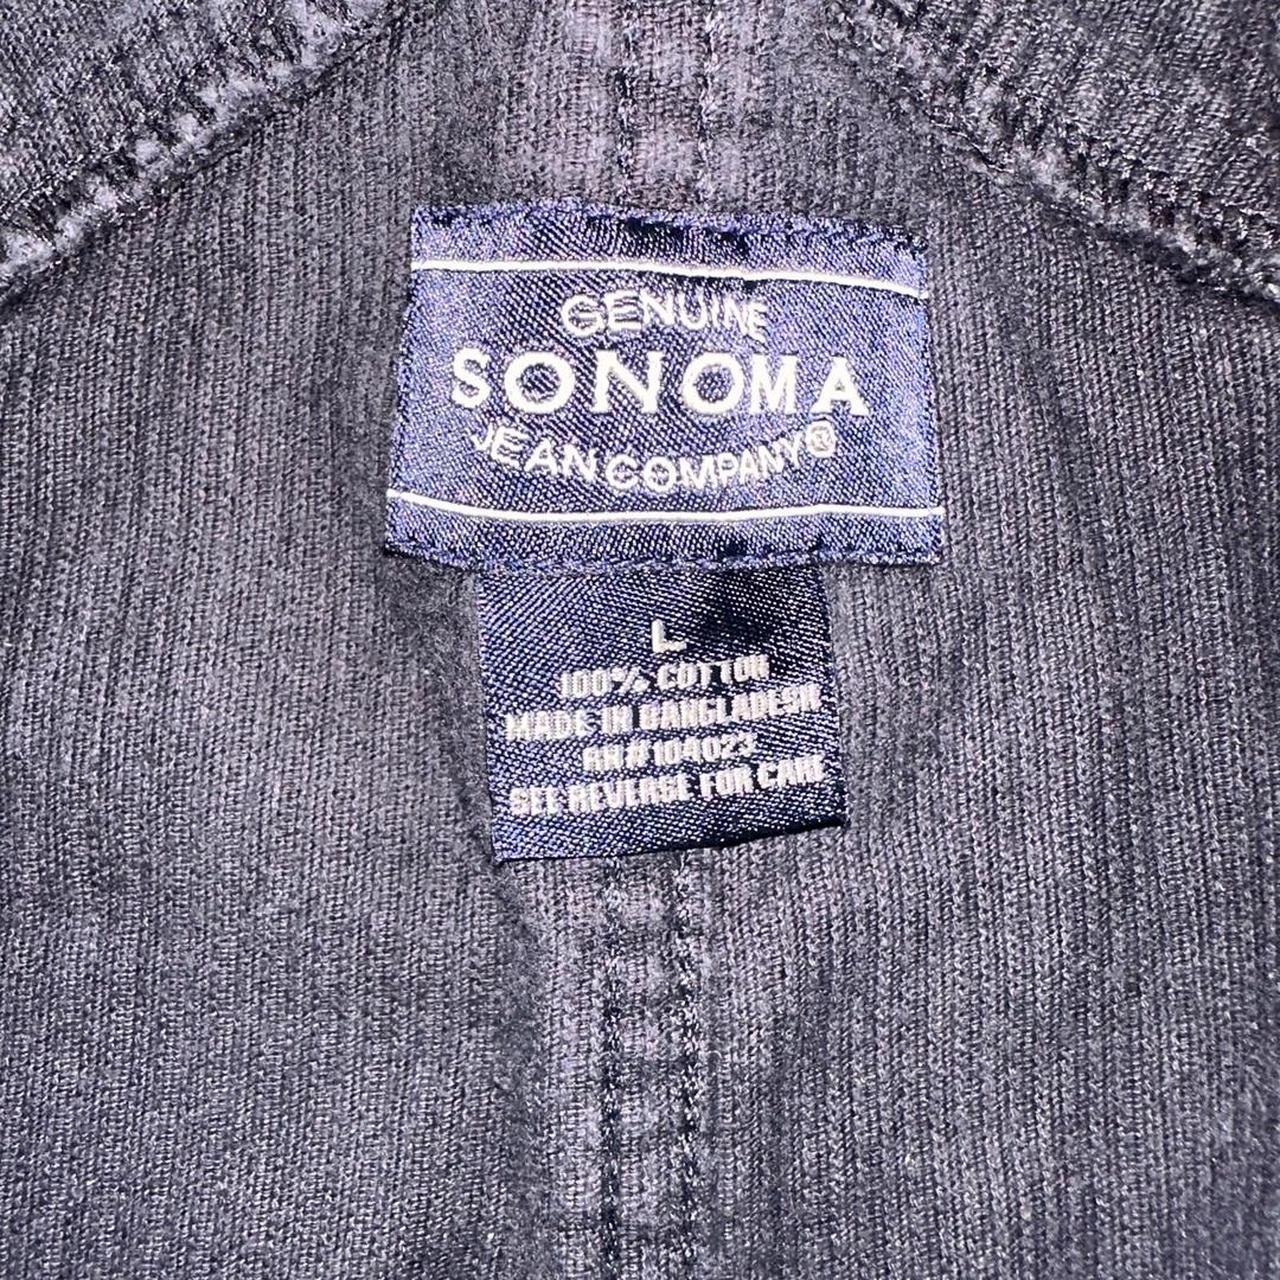 GENUINE
SONOMA
JEAN COMPANY®
L
100% COTTON
MADE IN BANGLADESH
RN#104023
SEE REVERSE FOR CARE